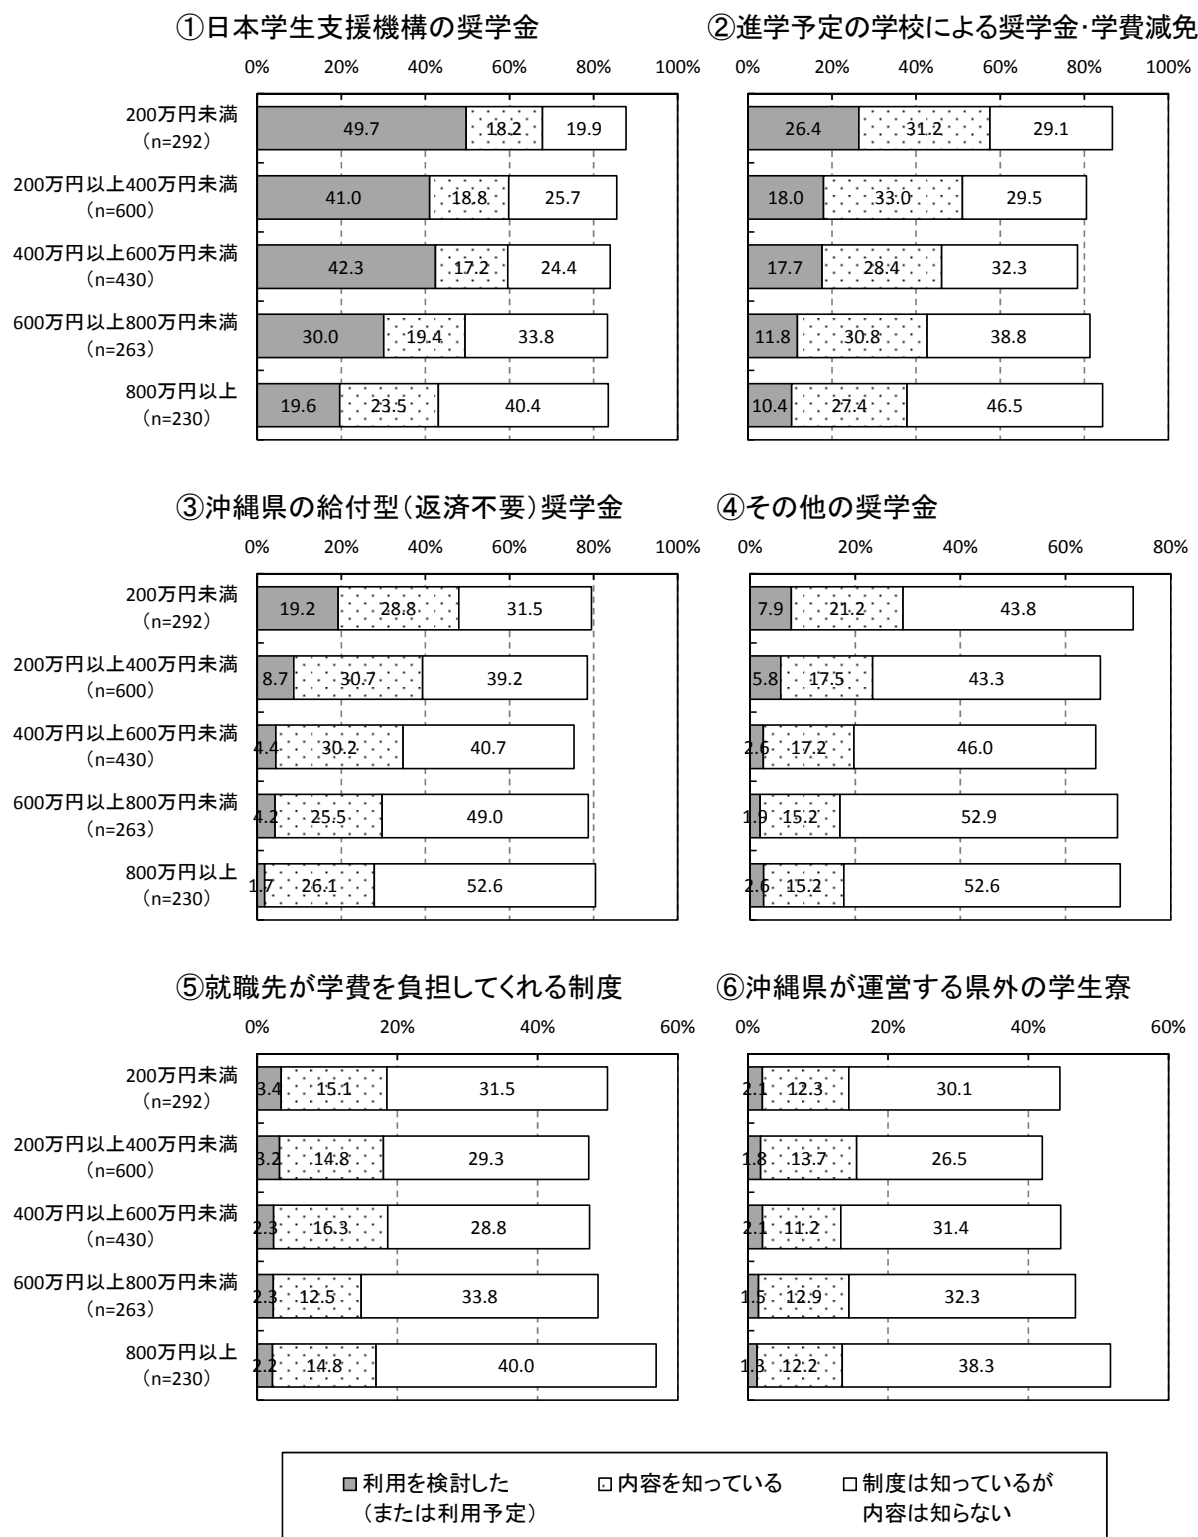 ①日本学生支援機構の奨学金
0% 20% 40% 60% 80% 100%
200万円未満
(n=292)
49.7 18.2 19.9
200万円以上400万円未満
(n=600)
41.0 18.8 25.7
400万円以上600万円未満
(n=430)
42.3 17.2 24.4
600万円以上800万円未満
(n=263)
30.0 19.4 33.8
800万円以上
(n=230)
19.6 23.5 40.4
②進学予定の学校による奨学金・学費減免
0% 20% 40% 60% 80% 100%
26.4 31.2 29.1
18.0 33.0 29.5
17.7 28.4 32.3
11.8 30.8 38.8
10.4 27.4 46.5
③沖縄県の給付型(返済不要)奨学金
0% 20% 40% 60% 80% 100%
200万円未満
(n=292)
19.2 28.8 31.5
200万円以上400万円未満
(n=600)
8.7 30.7 39.2
400万円以上600万円未満
(n=430)
4.4 30.2 40.7
600万円以上800万円未満
(n=263)
4.2 25.5 49.0
800万円以上
(n=230)
1.7 26.1 52.6
④その他の奨学金
0% 20% 40% 60% 80%
7.9 21.2 43.8
5.8 17.5 43.3
2.6 17.2 46.0
1.9 15.2 52.9
2.6 15.2 52.6
⑤就職先が学費を負担してくれる制度
0% 20% 40% 60%
200万円未満
(n=292)
3.4 15.1 31.5
200万円以上400万円未満
(n=600)
3.2 14.8 29.3
400万円以上600万円未満
(n=430)
2.3 16.3 28.8
600万円以上800万円未満
(n=263)
2.3 12.5 33.8
800万円以上
(n=230)
2.2 14.8 40.0
⑥沖縄県が運営する県外の学生寮
0% 20% 40% 60%
2.1 12.3 30.1
1.8 13.7 26.5
2.1 11.2 31.4
1.5 12.9 32.3
1.3 12.2 38.3
利用を検討した
(または利用予定)
内容を知っている
制度は知っているが
内容は知らない